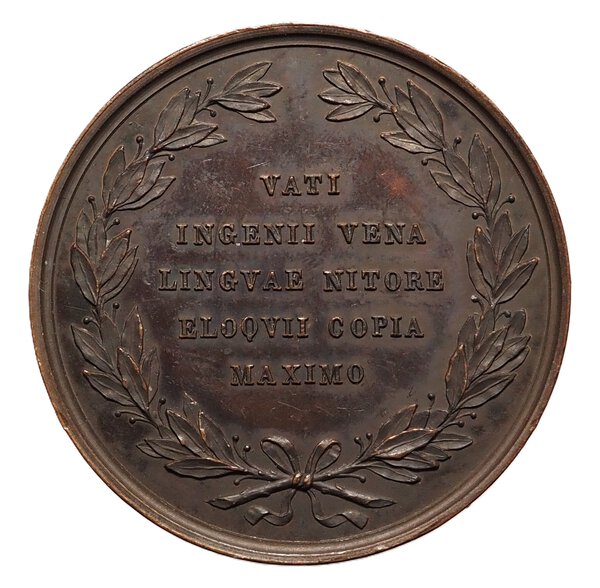 VATI
INGENII VENA
LINGVAE NITORE
ELOQVII COPIA
MAXIMO